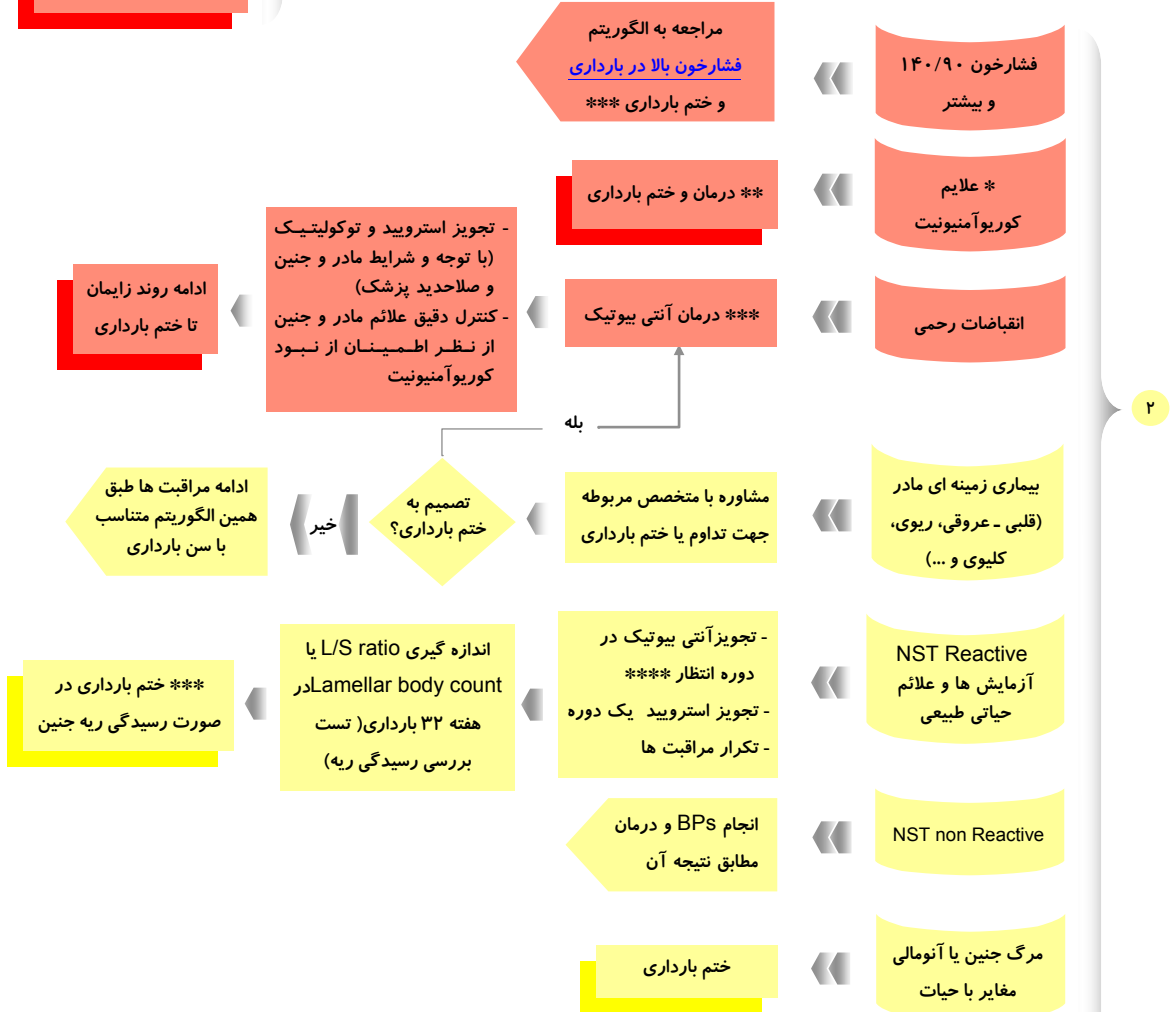 فشارخون ۱۴۰/۹۰
و بیشتر
مراجعه به الگوریتم
فشارخون بالا در بارداری
و ختم بارداری ***
* علایم
کوریوآمنیونیت
** درمان و ختم بارداری
انقباضات رحمی
*** درمان آنتی بیوتیک
- تجویز استرویید و توکولیتیک
(با توجه و شرایط مادر و جنین
و صلاحدید پزشک)
- کنترل دقیق علائم مادر و جنین
از نظر اطمینان از نبود
کوریوآمنیونیت
ادامه روند زایمان
تا ختم بارداری
۲
بله
بیماری زمینه ای مادر
(قلبی ـ عروقی، ریوی،
کلیوی و ...)
مشاوره با متخصص مربوطه
جهت تداوم یا ختم بارداری
تصمیم به
ختم بارداری؟
خیر
ادامه مراقبت ها طبق
همین الگوریتم متناسب
با سن بارداری
NST Reactive
آزمایش ها و علائم
حیاتی طبیعی
- تجویزآنتی بیوتیک در
دوره انتظار ****
- تجویز استرویید یک دوره
- تکرار مراقبت ها
اندازه گیری L/S ratio یا
Lamellar body count در
هفته ۳۲ بارداری( تست
بررسی رسیدگی ریه)
*** ختم بارداری در
صورت رسیدگی ریه جنین
NST non Reactive
انجام BPs و درمان
مطابق نتیجه آن
مرگ جنین یا آنومالی
مغایر با حیات
ختم بارداری